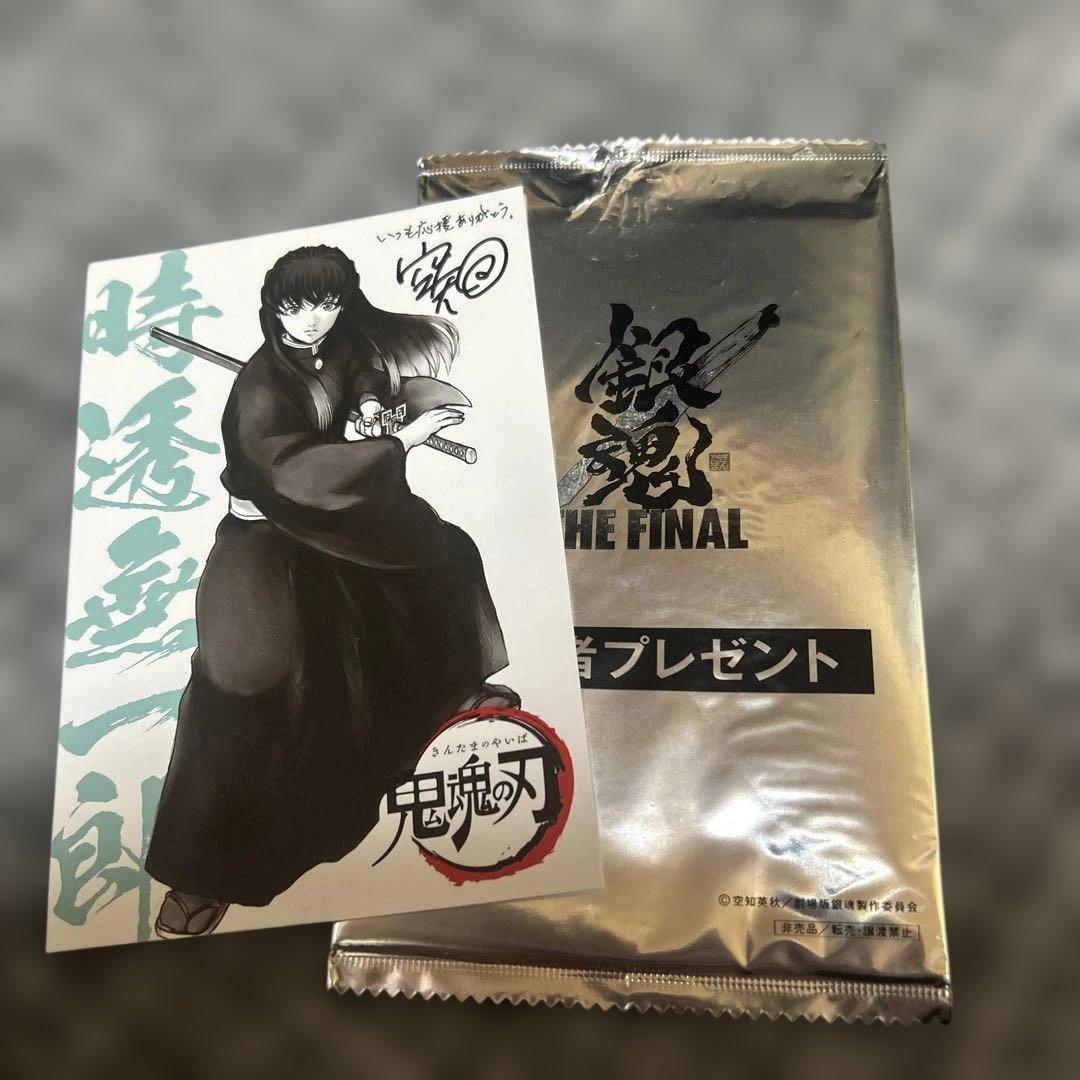 いつも応援ありがとう。
空知
時透無一郎
きんたまのやいば
鬼魂の刃
銀魂
THE FINAL
者プレゼント
©空知英秋/劇場版銀魂製作委員会
非売品/転売・譲渡禁止